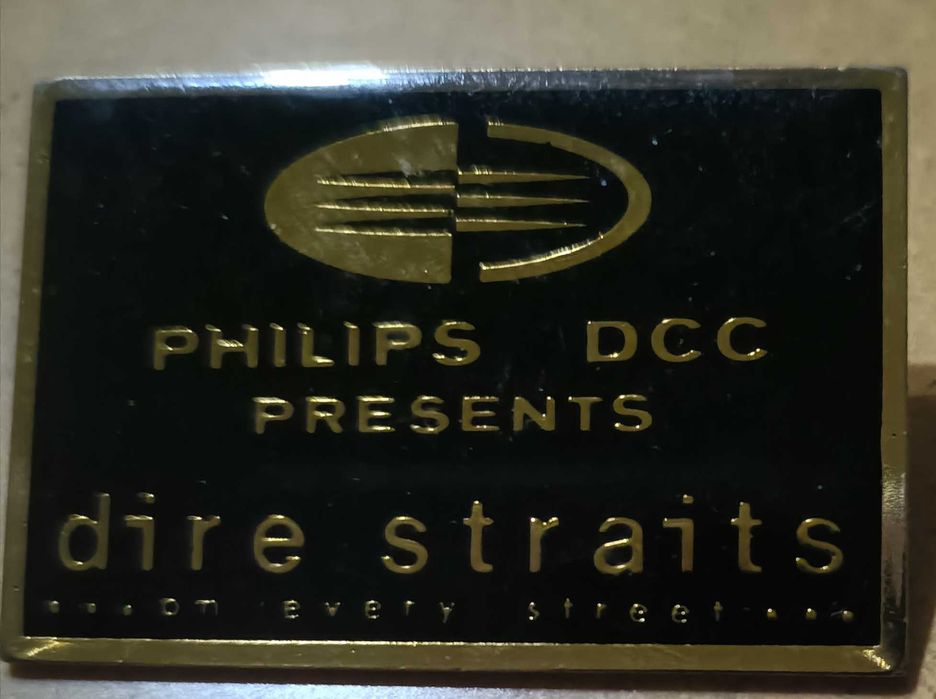 PHILIPS DCC
PRESENTS
dire straits
...on every street...